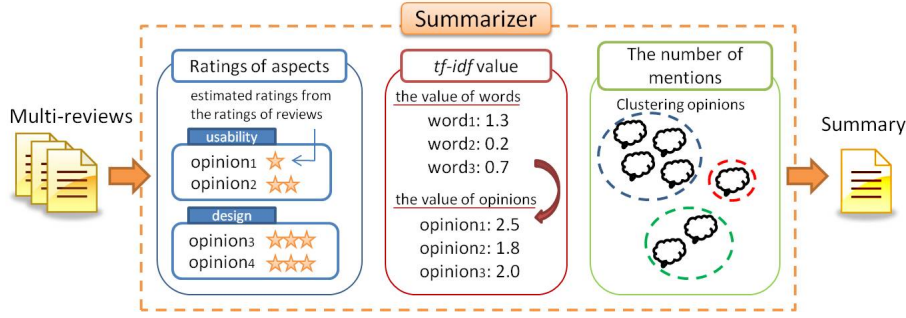 Summarizer
Multi-reviews
Ratings of aspects
estimated ratings from
the ratings of reviews
usability
opinion1
opinion2
design
opinion3
opinion4
tf-idf value
the value of words
word1: 1.3
word2: 0.2
word3: 0.7
the value of opinions
opinion1: 2.5
opinion2: 1.8
opinion3: 2.0
The number of
mentions
Clustering opinions
Summary